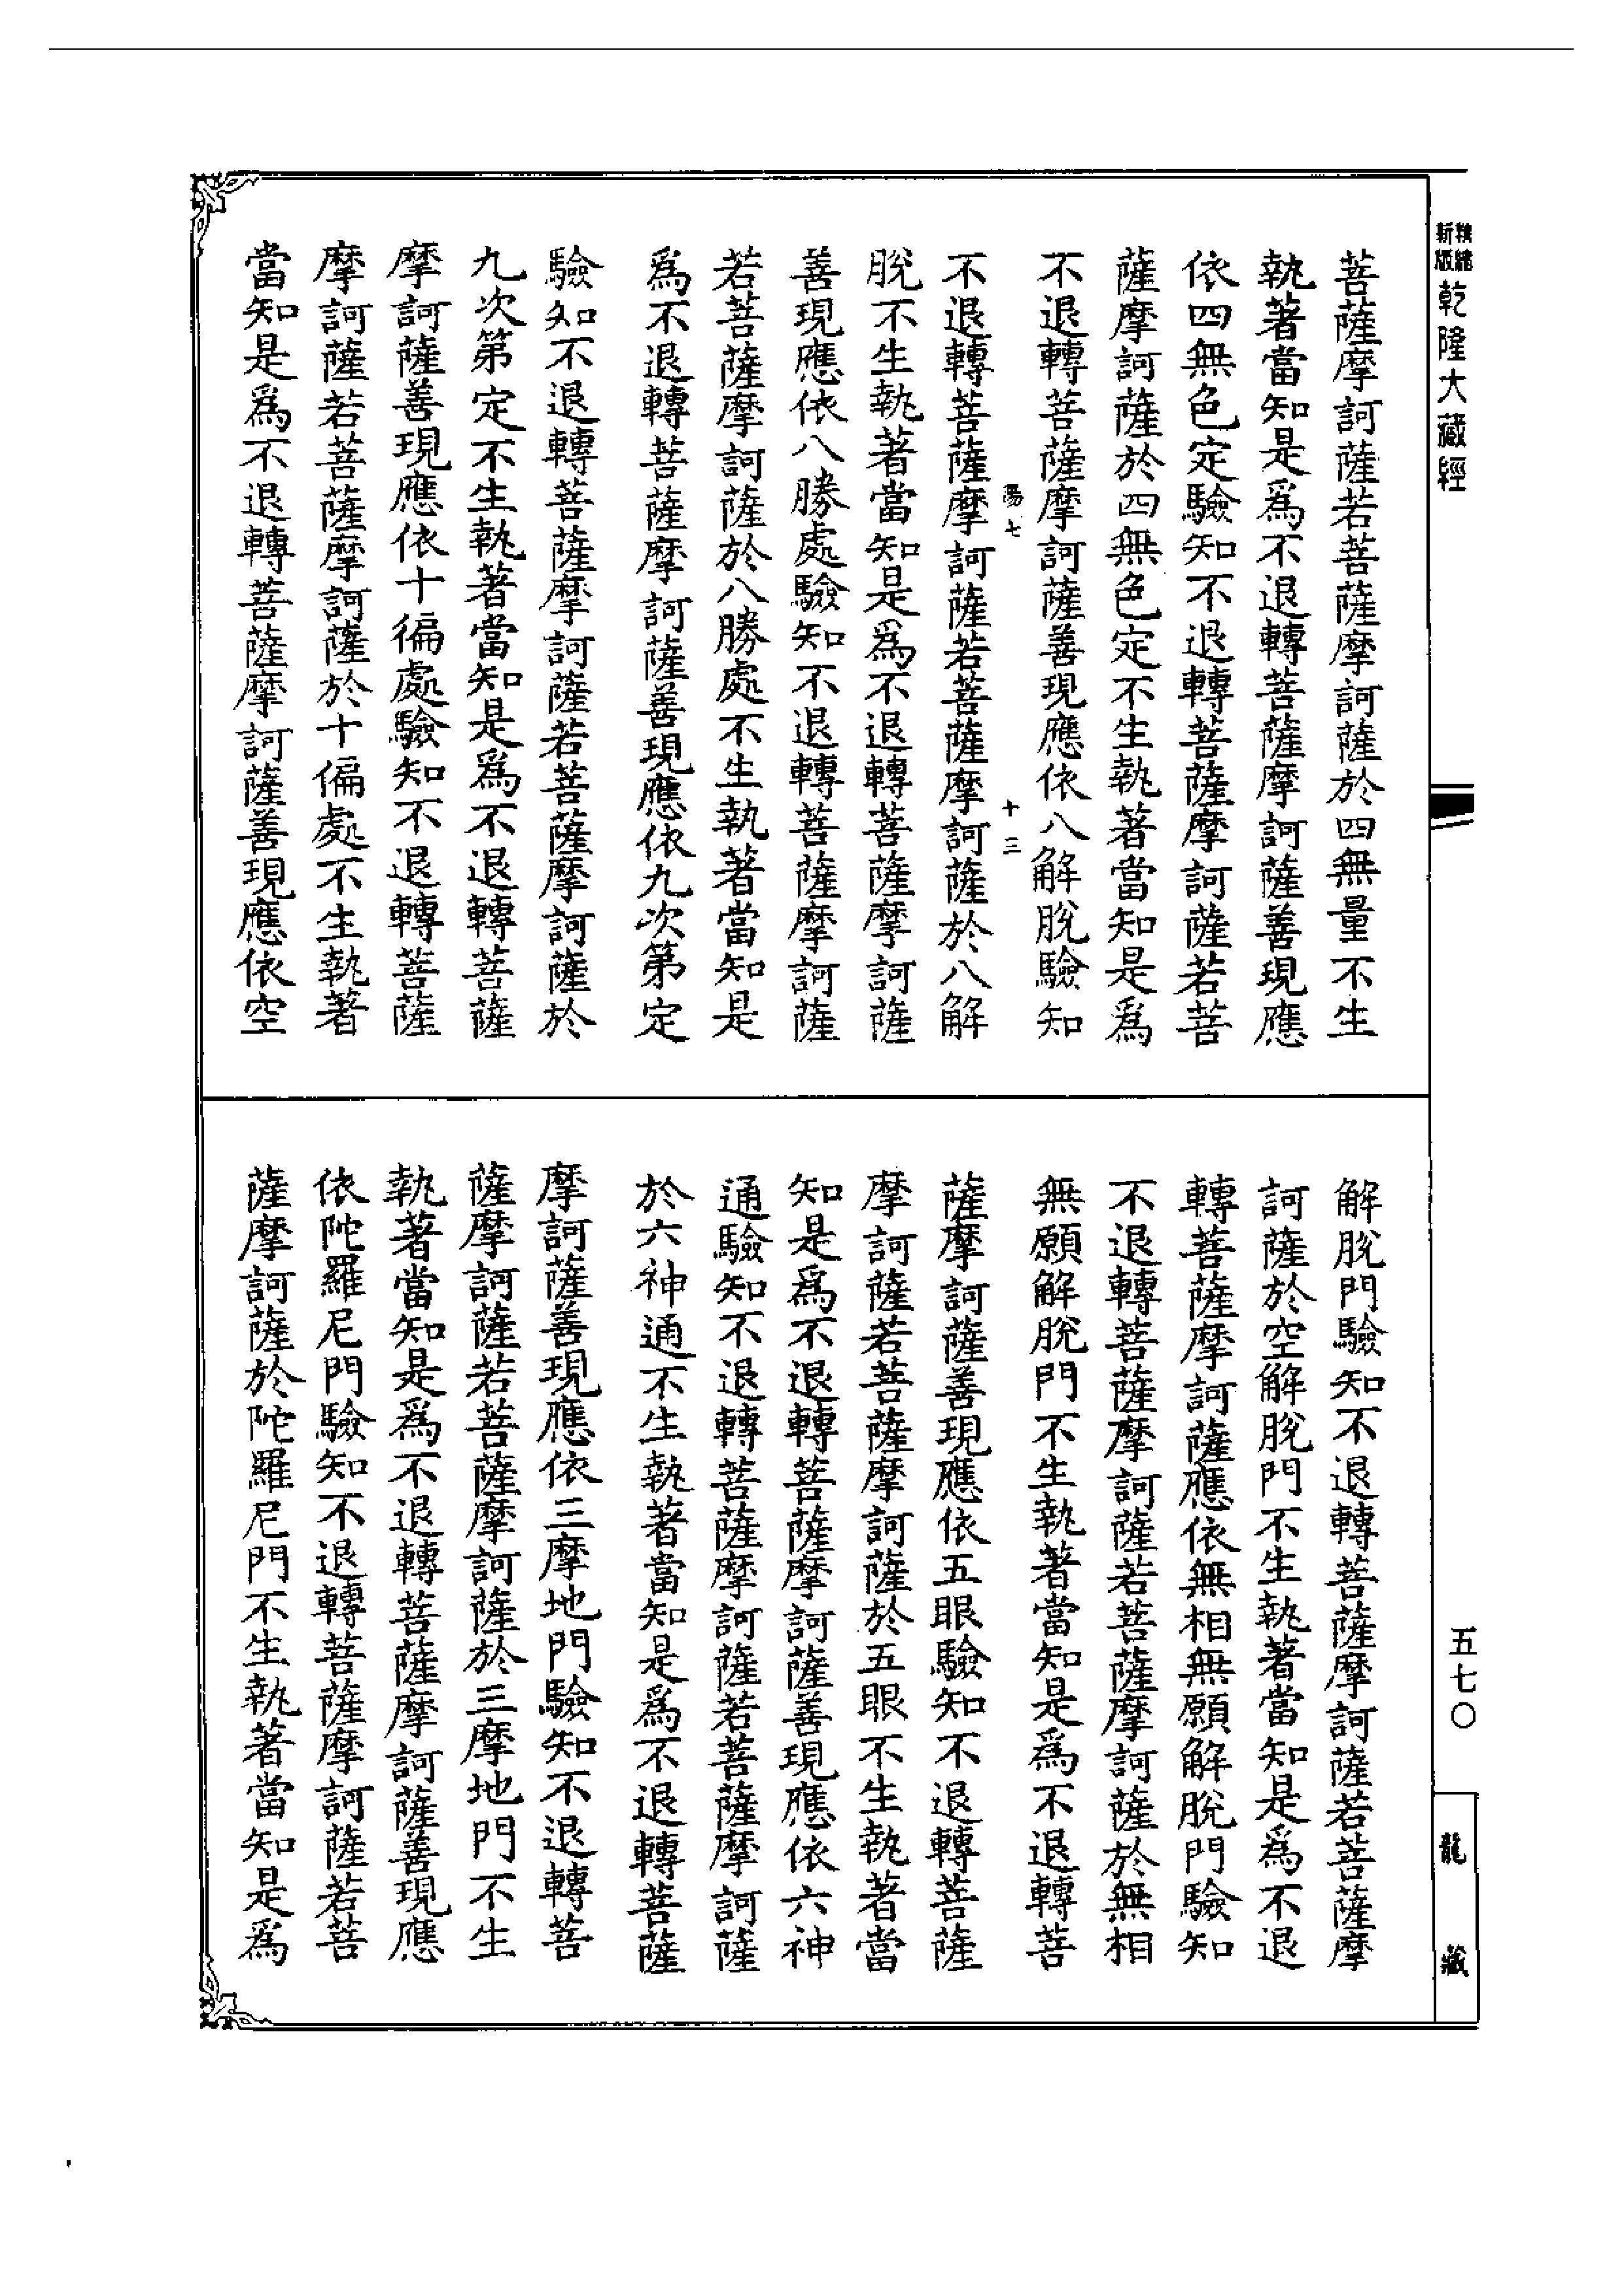 新版
精縮
乾隆大藏經
菩薩摩訶薩若菩薩摩訶薩於四無量不生
執著當知是為不退轉菩薩摩訶薩善現應
依四無色定驗知不退轉菩薩摩訶薩若菩
薩摩訶薩於四無色定不生執著當知是為
不退轉菩薩摩訶薩善現應依八解脫驗知
十三
不退轉菩薩摩訶薩若菩薩摩訶薩於八解
脫不生執著當知是為不退轉菩薩摩訶薩
善現應依八勝處驗知不退轉菩薩摩訶薩
若菩薩摩訶薩於八勝處不生執著當知是
為不退轉菩薩摩訶薩善現應依九次第定
驗知不退轉菩薩摩訶薩若菩薩摩訶薩於
九次第定不生執著當知是為不退轉菩薩
摩訶薩善現應依十徧處驗知不退轉菩薩
摩訶薩若菩薩摩訶薩於十偏處不生執著
當知是為不退轉菩薩摩訶薩善現應依空
解脫門驗知不退轉菩薩摩訶薩若菩薩摩
訶薩於空解脫門不生執著當知是為不退
轉菩薩摩訶薩應依無相無願解脫門驗知
不退轉菩薩摩訶薩若菩薩摩訶薩於無相
無願解脫門不生執著當知是為不退轉菩
薩摩訶薩善現應依五眼驗知不退轉菩薩
摩訶薩若菩薩摩訶薩於五眼不生執著當
知是為不退轉菩薩摩訶薩善現應依六神
通驗知不退轉菩薩摩訶薩若菩薩摩訶薩
於六神通不生執著當知是為不退轉菩薩
摩訶薩善現應依三摩地門驗知不退轉菩
薩摩訶薩若菩薩摩訶薩於三摩地門不生
執著當知是為不退轉菩薩摩訶薩善現應
依陀羅尼門驗知不退轉菩薩摩訶薩若菩
薩摩訶薩於陀羅尼門不生執著當知是為
五七〇
龍藏